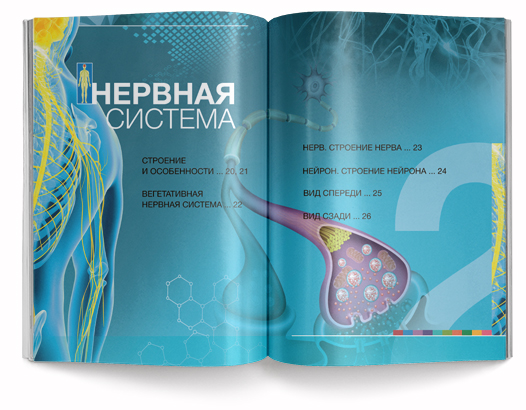 НЕРВНАЯ
СИСТЕМА
СТРОЕНИЕ
И ОСОБЕННОСТИ ... 20, 21
ВЕГЕТАТИВНАЯ
НЕРВНАЯ СИСТЕМА ... 22
НЕРВ. СТРОЕНИЕ НЕРВА ... 23
НЕЙРОН. СТРОЕНИЕ НЕЙРОНА ... 24
ВИД СПЕРЕДИ ... 25
ВИД СЗАДИ ... 26
2